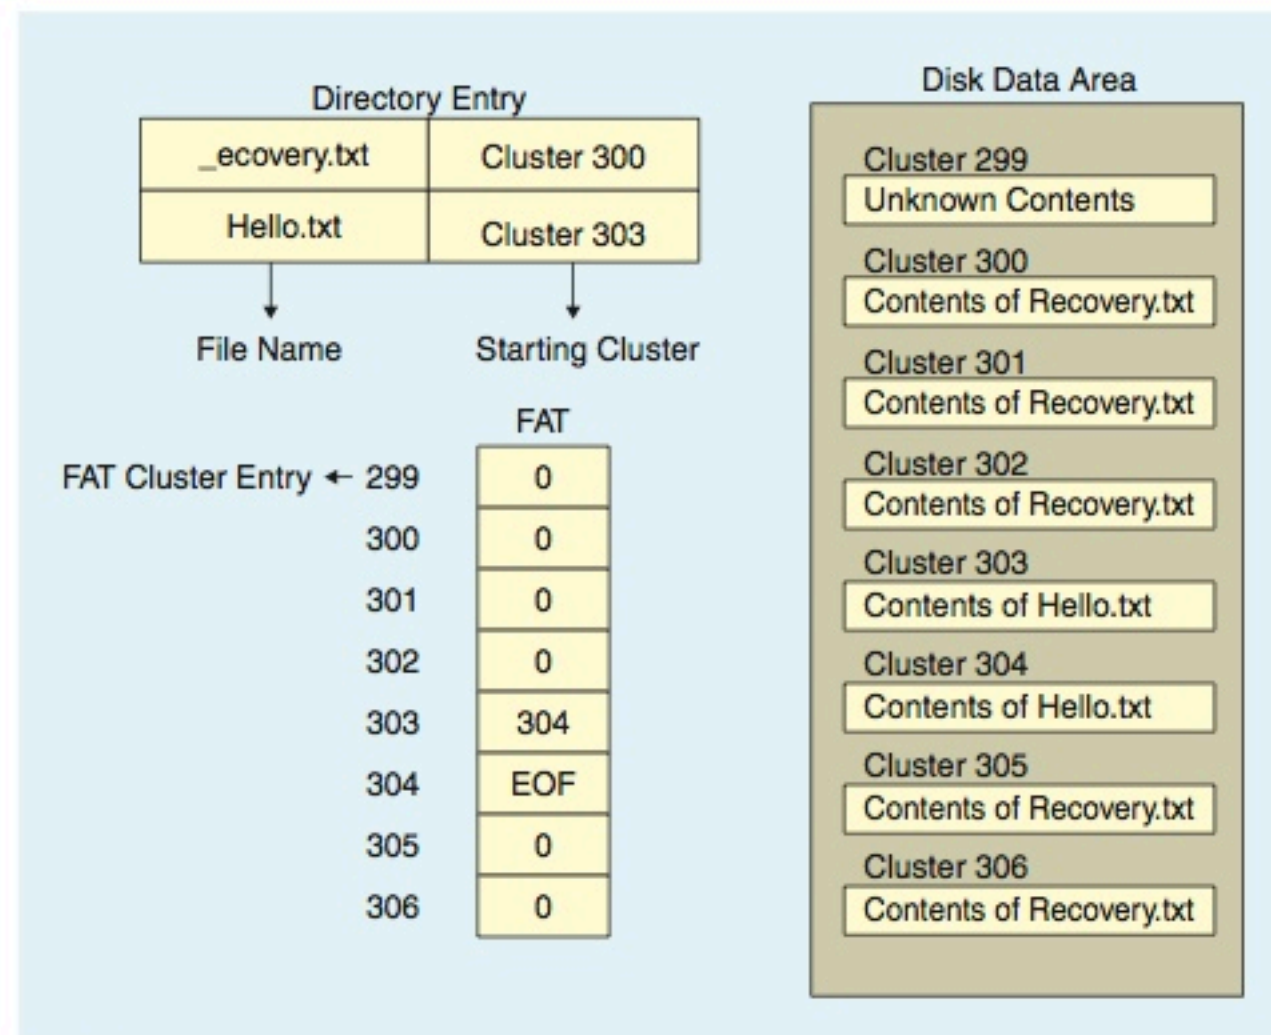 Directory Entry
_ecovery.txt Cluster 300
Hello.txt Cluster 303
File Name Starting Cluster
FAT
FAT Cluster Entry ← 299 0
300 0
301 0
302 0
303 304
304 EOF
305 0
306 0
Disk Data Area
Cluster 299
Unknown Contents
Cluster 300
Contents of Recovery.txt
Cluster 301
Contents of Recovery.txt
Cluster 302
Contents of Recovery.txt
Cluster 303
Contents of Hello.txt
Cluster 304
Contents of Hello.txt
Cluster 305
Contents of Recovery.txt
Cluster 306
Contents of Recovery.txt